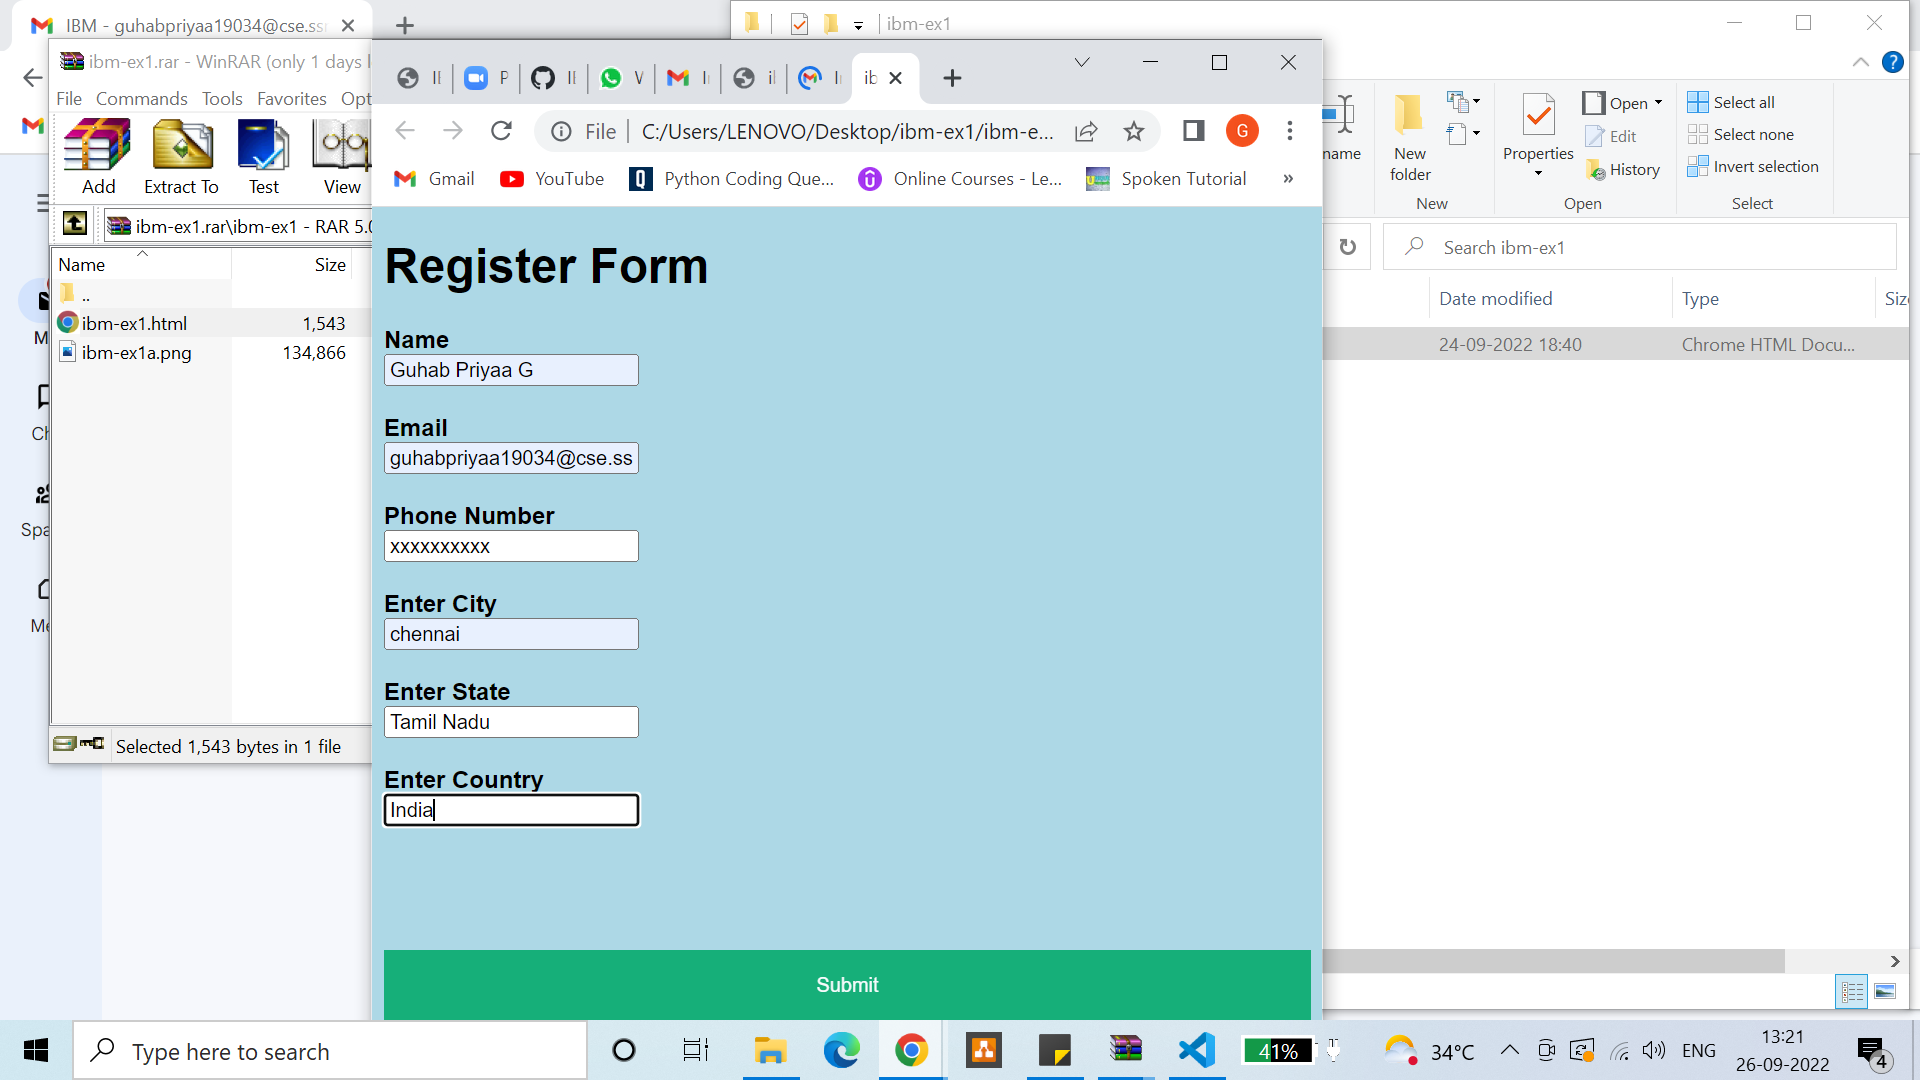 IBM - guhabpriyaa19034@cse.ss
ibm-ex1
ibm-ex1.rar - WinRAR (only 1 days
File Commands Tools Favorites Opt
Add Extract To Test View
ibm-ex1.rar\ibm-ex1 - RAR 5.0
Name Size
..
ibm-ex1.html 1,543
ibm-ex1a.png 134,866
Selected 1,543 bytes in 1 file
File C:/Users/LENOVO/Desktop/ibm-ex1/ibm-e...
G
Gmail YouTube Python Coding Que... Online Courses - Le... Spoken Tutorial »
Register Form
Name
Guhab Priyaa G
Email
guhabpriyaa19034@cse.ss
Phone Number
xxxxxxxxxx
Enter City
chennai
Enter State
Tamil Nadu
Enter Country
India
Submit
name
New folder
Properties
Open
Edit
History
Select all
Select none
Invert selection
New Open Select
Search ibm-ex1
Date modified Type Size
24-09-2022 18:40 Chrome HTML Docu...
Type here to search
41%
34°C
ENG
13:21
26-09-2022
4